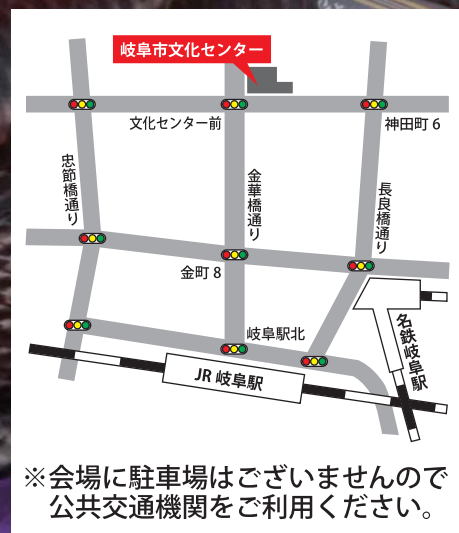 岐阜市文化センター
文化センター前
神田町6
忠節橋通り
金華橋通り
長良橋通り
金町8
岐阜駅北
名鉄岐阜駅
JR岐阜駅
※会場に駐車場はございませんので
公共交通機関をご利用ください。